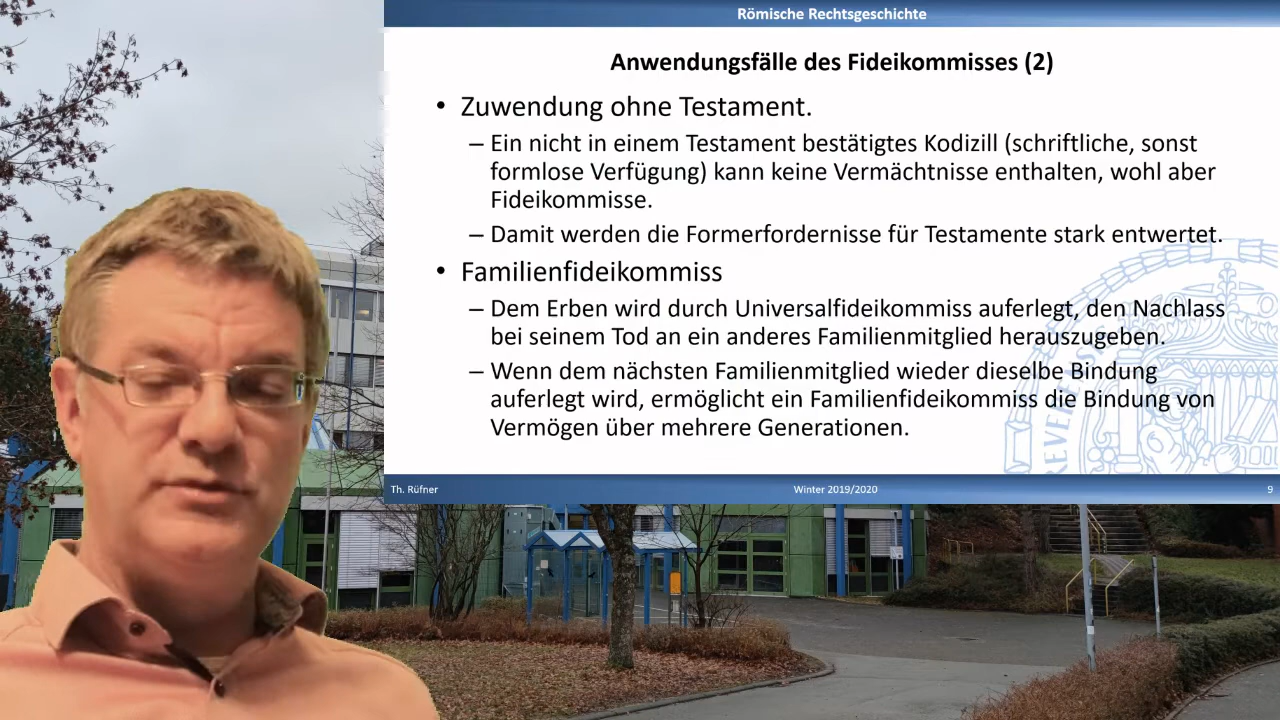 Römische Rechtsgeschichte
Anwendungsfälle des Fideikommisses (2)
• Zuwendung ohne Testament.
– Ein nicht in einem Testament bestätigtes Kodizill (schriftliche, sonst
formlose Verfügung) kann keine Vermächtnisse enthalten, wohl aber
Fideikommisse.
– Damit werden die Formerfordernisse für Testamente stark entwertet.
• Familienfideikommiss
– Dem Erben wird durch Universalfideikommiss auferlegt, den Nachlass
bei seinem Tod an ein anderes Familienmitglied herauszugeben.
– Wenn dem nächsten Familienmitglied wieder dieselbe Bindung
auferlegt wird, ermöglicht ein Familienfideikommiss die Bindung von
Vermögen über mehrere Generationen.
Th. Rüfner
Winter 2019/2020
9